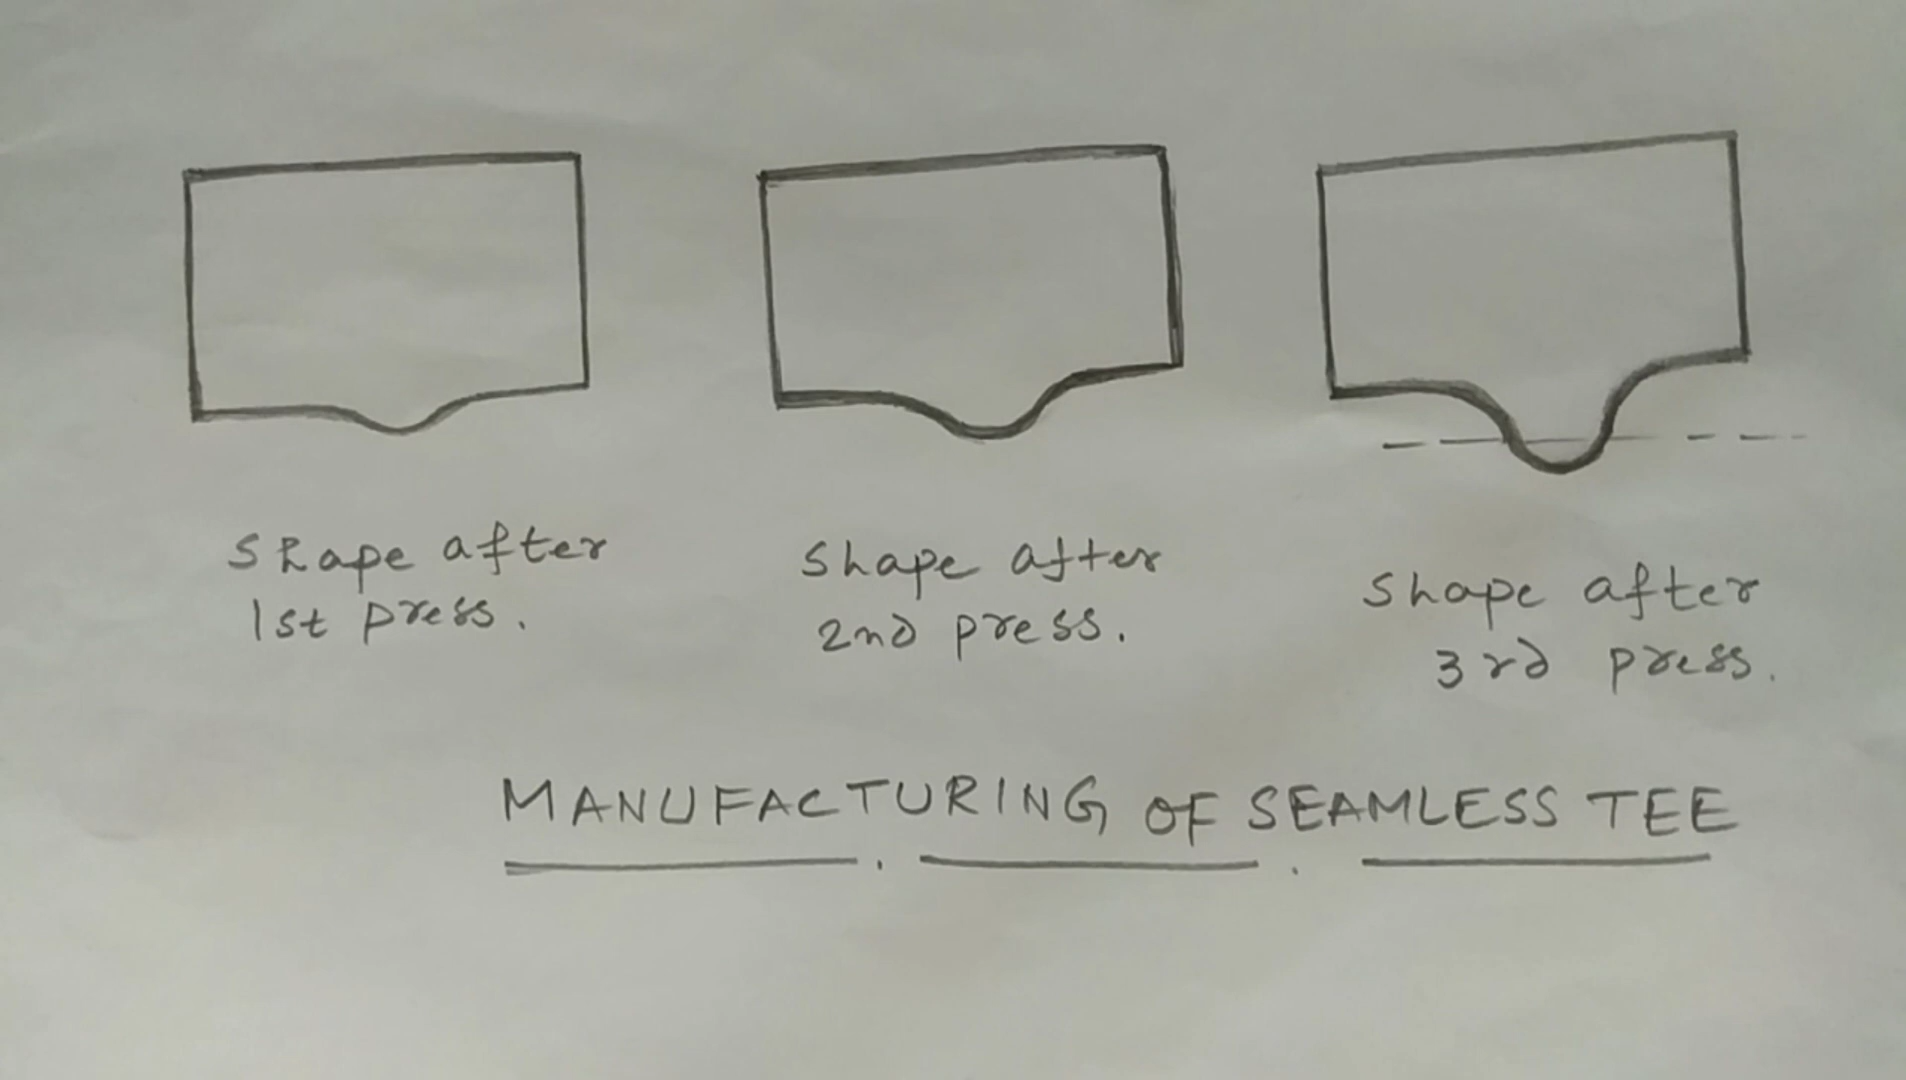 Shape after
1st press.
Shape after
2nd press.
Shape after
3rd press.
MANUFACTURING OF SEAMLESS TEE